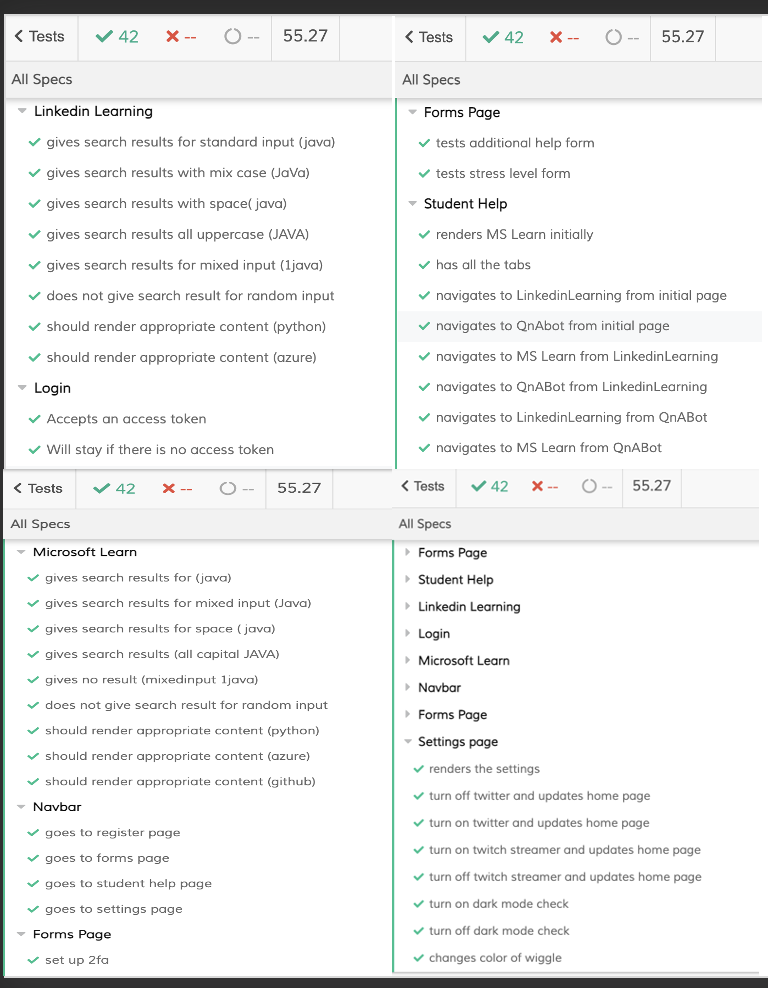 Tests 42 -- -- 55.27
All Specs
Linkedin Learning
gives search results for standard input (java)
gives search results with mix case (JaVa)
gives search results with space( java)
gives search results all uppercase (JAVA)
gives search results for mixed input (1java)
does not give search result for random input
should render appropriate content (python)
should render appropriate content (azure)
Login
Accepts an access token
Will stay if there is no access token
Tests 42 -- -- 55.27
All Specs
Forms Page
tests additional help form
tests stress level form
Student Help
renders MS Learn initially
has all the tabs
navigates to LinkedinLearning from initial page
navigates to QnAbot from initial page
navigates to MS Learn from LinkedinLearning
navigates to QnABot from LinkedinLearning
navigates to LinkedinLearning from QnABot
navigates to MS Learn from QnABot
Tests 42 -- -- 55.27
All Specs
Microsoft Learn
gives search results for (java)
gives search results for mixed input (Java)
gives search results for space ( java)
gives search results (all capital JAVA)
gives no result (mixedinput 1java)
does not give search result for random input
should render appropriate content (python)
should render appropriate content (azure)
should render appropriate content (github)
Navbar
goes to register page
goes to forms page
goes to student help page
goes to settings page
Forms Page
set up 2fa
Tests 42 -- -- 55.27
All Specs
Forms Page
Student Help
Linkedin Learning
Login
Microsoft Learn
Navbar
Forms Page
Settings page
renders the settings
turn off twitter and updates home page
turn on twitter and updates home page
turn on twitch streamer and updates home page
turn off twitch streamer and updates home page
turn on dark mode check
turn off dark mode check
changes color of wiggle